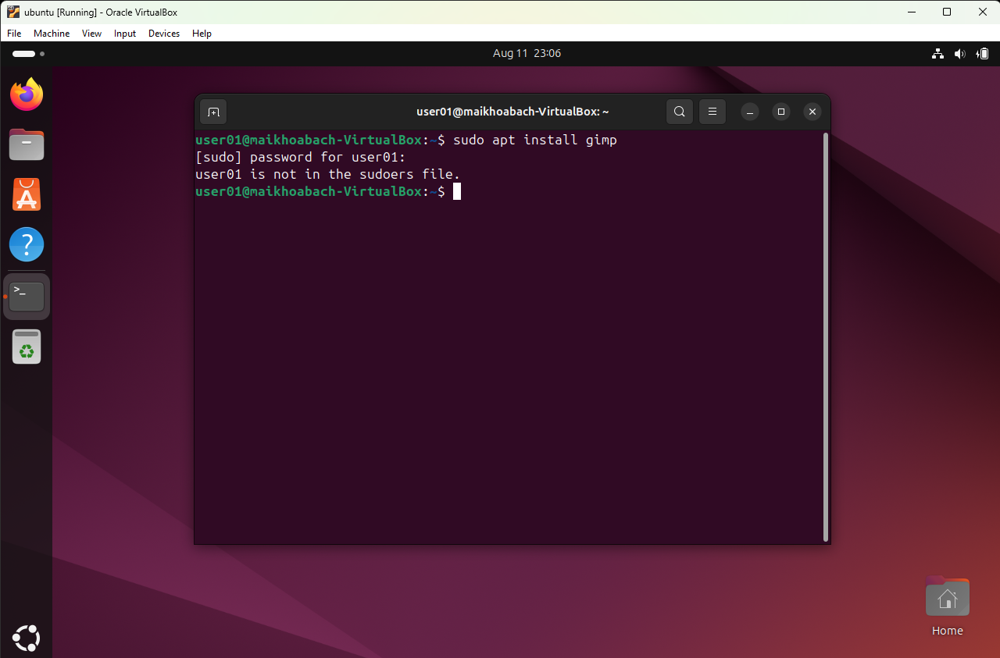 ubuntu [Running] - Oracle VirtualBox
File Machine View Input Devices Help
Aug 11 23:06
user01@maikhoabach-VirtualBox: ~
user01@maikhoabach-VirtualBox:~$ sudo apt install gimp
[sudo] password for user01:
user01 is not in the sudoers file.
user01@maikhoabach-VirtualBox:~$
>_
?
Home